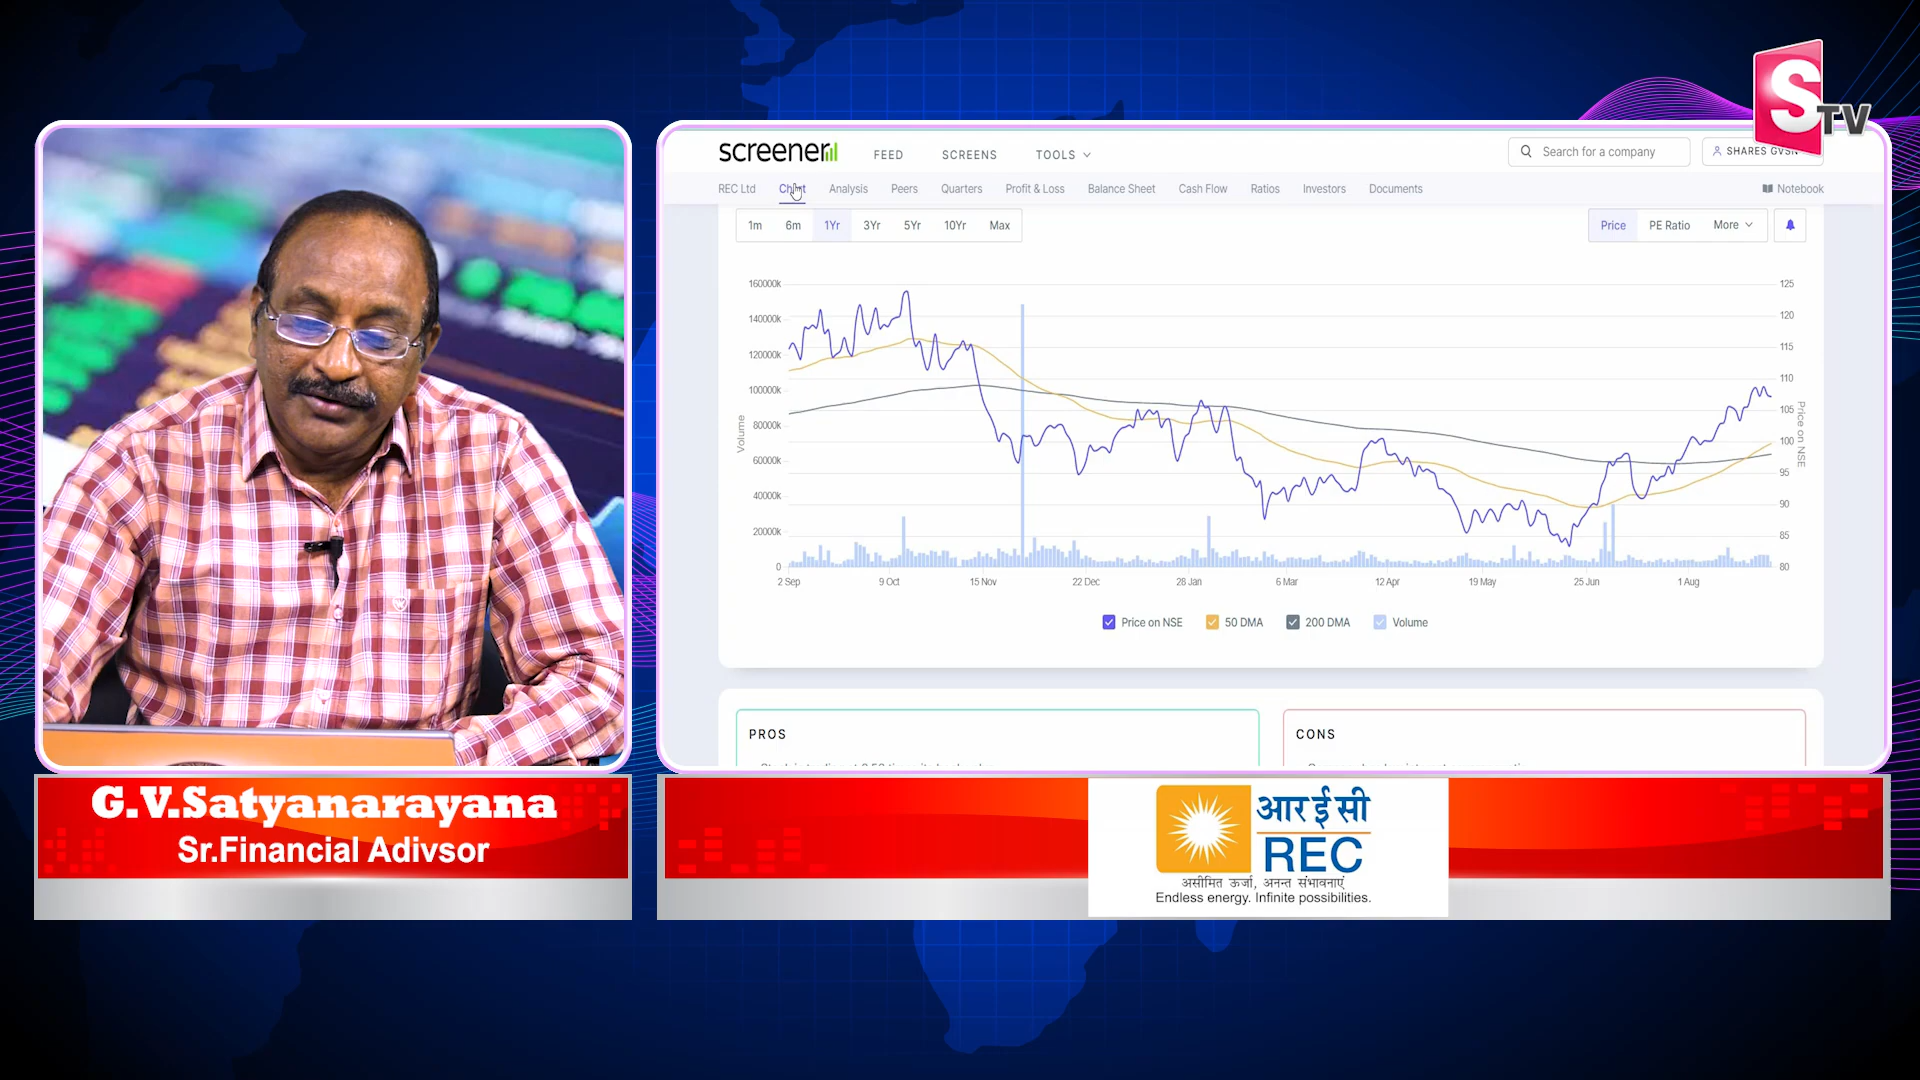 S TV
screener
FEED SCREENS TOOLS
Search for a company
SHARES GVSN
REC Ltd Chart Analysis Peers Quarters Profit & Loss Balance Sheet Cash Flow Ratios Investors Documents
Notebook
1m 6m 1Yr 3Yr 5Yr 10Yr Max
Price PE Ratio More
160000k
140000k
120000k
100000k
80000k
60000k
40000k
20000k
0
Volume
125
120
115
110
105
100
95
90
85
80
Price on NSE
2 Sep 9 Oct 15 Nov 22 Dec 28 Jan 6 Mar 12 Apr 19 May 25 Jun 1 Aug
Price on NSE 50 DMA 200 DMA Volume
PROS
CONS
G.V.Satyanarayana
Sr.Financial Adivsor
आर ई सी
REC
असीमित ऊर्जा, अनन्त संभावनाएं
Endless energy. Infinite possibilities.